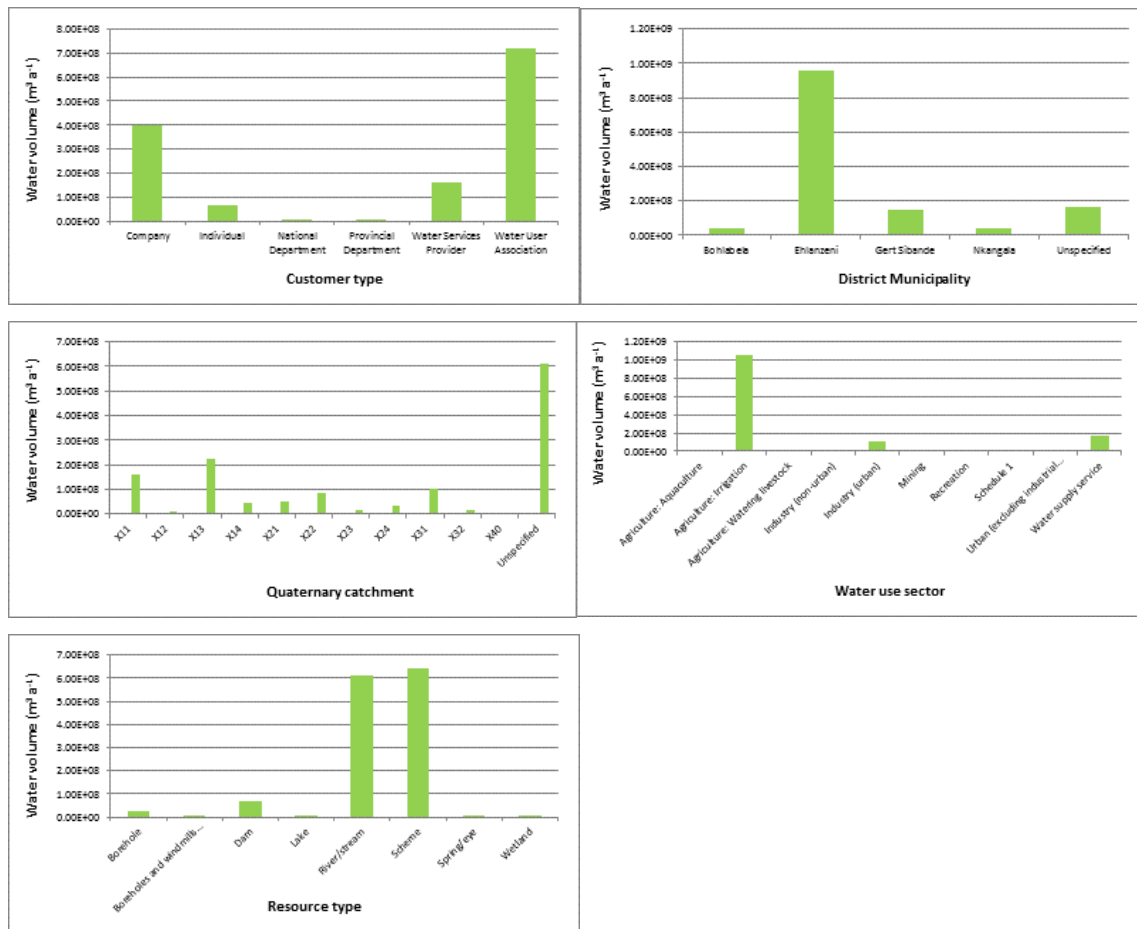 Water volume (m³ a⁻¹)
8.00E+08
7.00E+08
6.00E+08
5.00E+08
4.00E+08
3.00E+08
2.00E+08
1.00E+08
0.00E+00
Company
Individual
National
Department
Provincial
Department
Water Services
Provider
Water User
Association
Customer type
Water volume (m³ a⁻¹)
1.20E+09
1.00E+09
8.00E+08
6.00E+08
4.00E+08
2.00E+08
0.00E+00
Bohlabela
Ehlanzeni
Gert Sibande
Nkangala
Unspecified
District Municipality
Water volume (m³ a⁻¹)
7.00E+08
6.00E+08
5.00E+08
4.00E+08
3.00E+08
2.00E+08
1.00E+08
0.00E+00
X11
X12
X13
X14
X21
X22
X23
X24
X31
X32
X40
Unspecified
Quaternary catchment
Water volume (m³ a⁻¹)
1.20E+09
1.00E+09
8.00E+08
6.00E+08
4.00E+08
2.00E+08
0.00E+00
Agriculture: Aquaculture
Agriculture: Irrigation
Agriculture: Watering livestock
Industry (non-urban)
Industry (urban)
Mining
Recreation
Schedule 1
Urban (excluding industrial...
Water supply service
Water use sector
Water volume (m³ a⁻¹)
7.00E+08
6.00E+08
5.00E+08
4.00E+08
3.00E+08
2.00E+08
1.00E+08
0.00E+00
Borehole
Boreholes and windmills...
Dam
Lake
River/stream
Scheme
Spring/eye
Wetland
Resource type